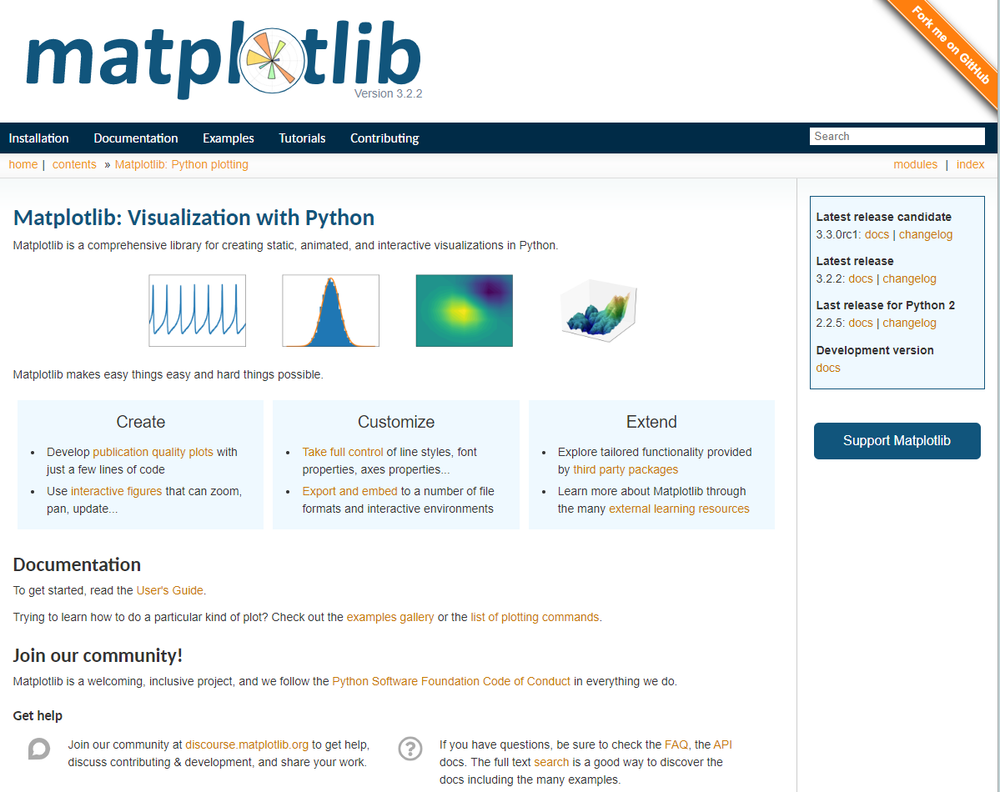 matplotlib
Version 3.2.2
Fork me on GitHub
Installation Documentation Examples Tutorials Contributing Search
home | contents » Matplotlib: Python plotting modules | index
Matplotlib: Visualization with Python
Matplotlib is a comprehensive library for creating static, animated, and interactive visualizations in Python.
Matplotlib makes easy things easy and hard things possible.
Create
• Develop publication quality plots with
just a few lines of code
• Use interactive figures that can zoom,
pan, update...
Customize
• Take full control of line styles, font
properties, axes properties...
• Export and embed to a number of file
formats and interactive environments
Extend
• Explore tailored functionality provided
by third party packages
• Learn more about Matplotlib through
the many external learning resources
Documentation
To get started, read the User's Guide.
Trying to learn how to do a particular kind of plot? Check out the examples gallery or the list of plotting commands.
Join our community!
Matplotlib is a welcoming, inclusive project, and we follow the Python Software Foundation Code of Conduct in everything we do.
Get help
Join our community at discourse.matplotlib.org to get help,
discuss contributing & development, and share your work.
If you have questions, be sure to check the FAQ, the API
docs. The full text search is a good way to discover the
docs including the many examples.
Latest release candidate
3.3.0rc1: docs | changelog
Latest release
3.2.2: docs | changelog
Last release for Python 2
2.2.5: docs | changelog
Development version
docs
Support Matplotlib